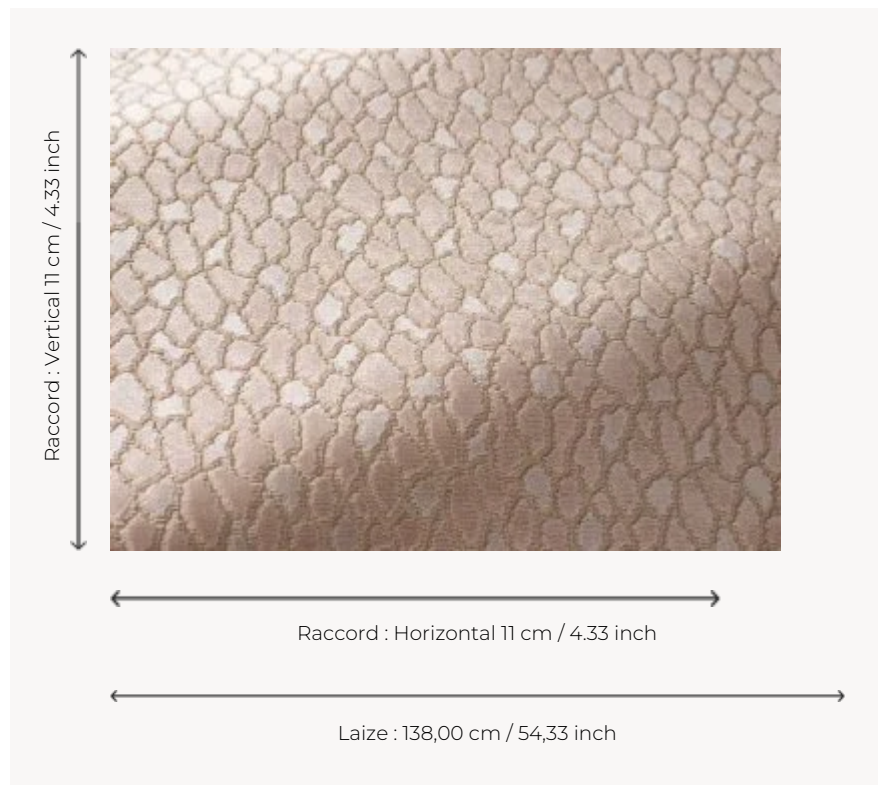 Raccord : Vertical 11 cm / 4.33 inch
Raccord : Horizontal 11 cm / 4.33 inch
Laize : 138,00 cm / 54,33 inch